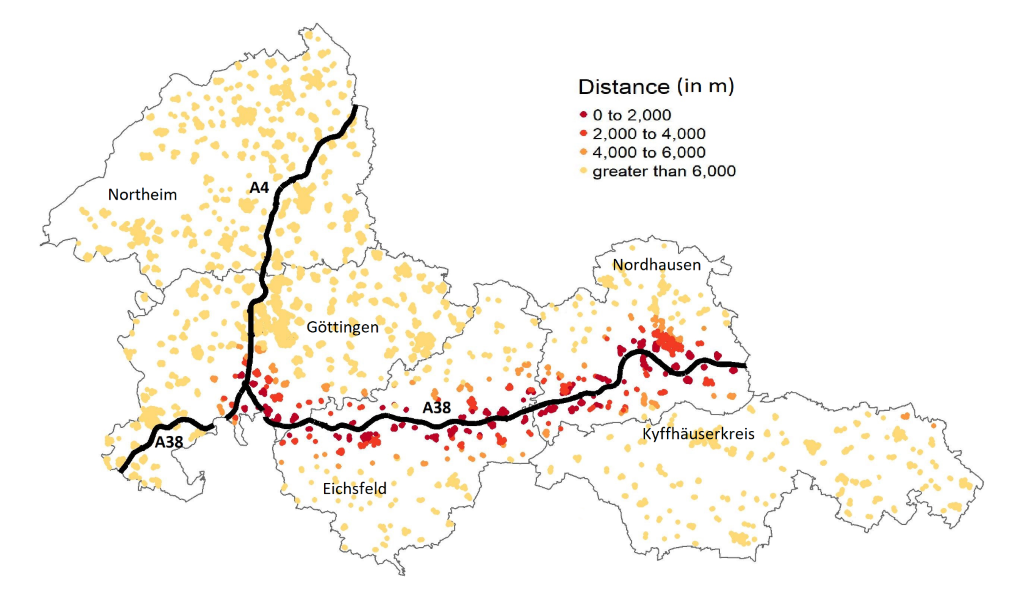 Distance (in m)
0 to 2,000
2,000 to 4,000
4,000 to 6,000
greater than 6,000
Northeim
A4
Nordhausen
Göttingen
A38
A38
Kyffhäuserkreis
Eichsfeld